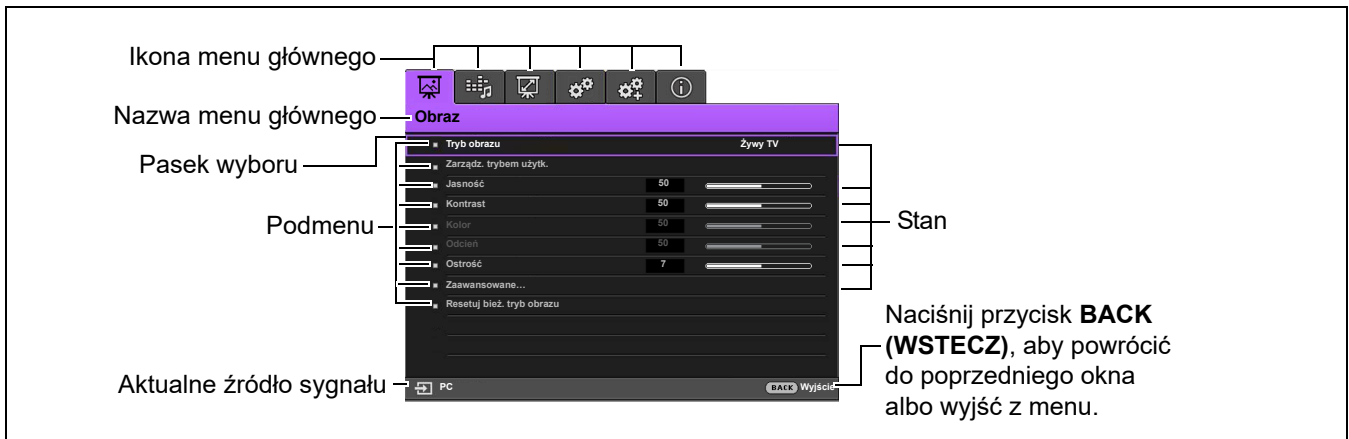 Ikona menu głównego
Nazwa menu głównego
Obraz
Pasek wyboru
Tryb obrazu Żywy TV
Zarządz. trybem użytk.
Jasność 50
Kontrast 50
Podmenu
Kolor 50
Stan
Odcień 50
Ostrość 7
Zaawansowane...
Resetuj bież. tryb obrazu
Naciśnij przycisk BACK
(WSTECZ), aby powrócić
do poprzedniego okna
albo wyjść z menu.
Aktualne źródło sygnału
PC
BACK Wyjście